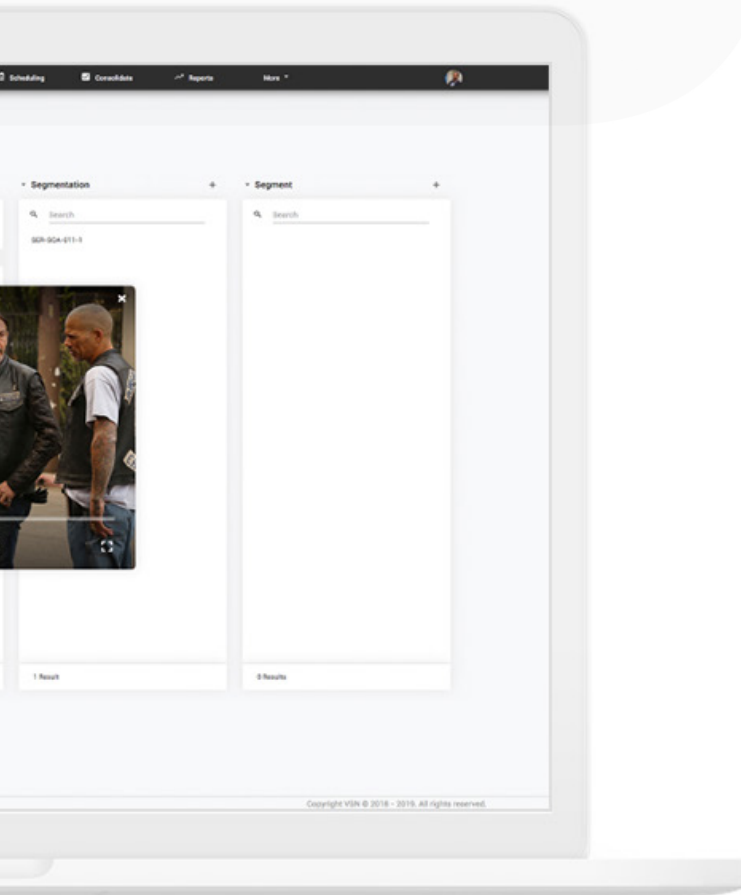 Scheduling Consolidate Reports More
Segmentation +
Segment +
Search
Search
SER-SOA-011-1
1 Result
0 Results
Copyright VSN © 2018 - 2019. All rights reserved.